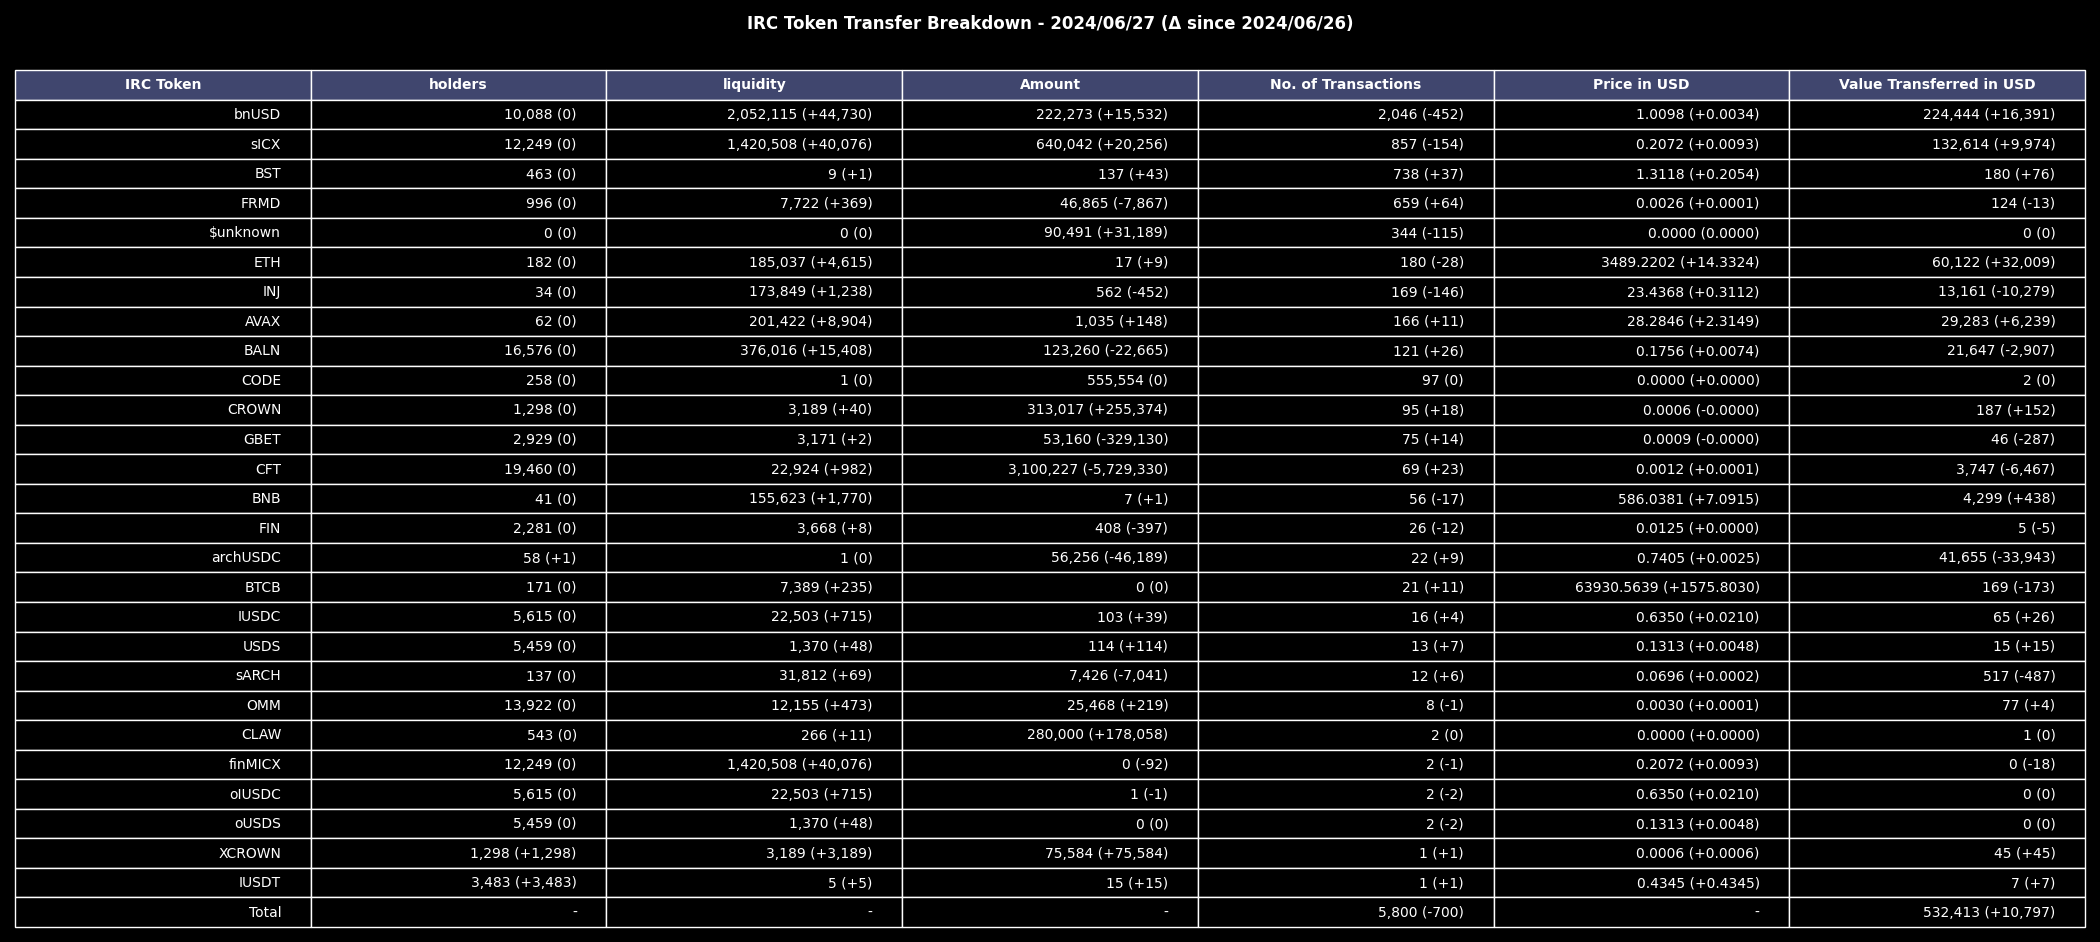 IRC Token Transfer Breakdown - 2024/06/27 (Δ since 2024/06/26)
IRC Token holders liquidity Amount No. of Transactions Price in USD Value Transferred in USD
bnUSD 10,088 (0) 2,052,115 (+44,730) 222,273 (+15,532) 2,046 (-452) 1.0098 (+0.0034) 224,444 (+16,391)
sICX 12,249 (0) 1,420,508 (+40,076) 640,042 (+20,256) 857 (-154) 0.2072 (+0.0093) 132,614 (+9,974)
BST 463 (0) 9 (+1) 137 (+43) 738 (+37) 1.3118 (+0.2054) 180 (+76)
FRMD 996 (0) 7,722 (+369) 46,865 (-7,867) 659 (+64) 0.0026 (+0.0001) 124 (-13)
$unknown 0 (0) 0 (0) 90,491 (+31,189) 344 (-115) 0.0000 (0.0000) 0 (0)
ETH 182 (0) 185,037 (+4,615) 17 (+9) 180 (-28) 3489.2202 (+14.3324) 60,122 (+32,009)
INJ 34 (0) 173,849 (+1,238) 562 (-452) 169 (-146) 23.4368 (+0.3112) 13,161 (-10,279)
AVAX 62 (0) 201,422 (+8,904) 1,035 (+148) 166 (+11) 28.2846 (+2.3149) 29,283 (+6,239)
BALN 16,576 (0) 376,016 (+15,408) 123,260 (-22,665) 121 (+26) 0.1756 (+0.0074) 21,647 (-2,907)
CODE 258 (0) 1 (0) 555,554 (0) 97 (0) 0.0000 (+0.0000) 2 (0)
CROWN 1,298 (0) 3,189 (+40) 313,017 (+255,374) 95 (+18) 0.0006 (-0.0000) 187 (+152)
GBET 2,929 (0) 3,171 (+2) 53,160 (-329,130) 75 (+14) 0.0009 (-0.0000) 46 (-287)
CFT 19,460 (0) 22,924 (+982) 3,100,227 (-5,729,330) 69 (+23) 0.0012 (+0.0001) 3,747 (-6,467)
BNB 41 (0) 155,623 (+1,770) 7 (+1) 56 (-17) 586.0381 (+7.0915) 4,299 (+438)
FIN 2,281 (0) 3,668 (+8) 408 (-397) 26 (-12) 0.0125 (+0.0000) 5 (-5)
archUSDC 58 (+1) 1 (0) 56,256 (-46,189) 22 (+9) 0.7405 (+0.0025) 41,655 (-33,943)
BTCB 171 (0) 7,389 (+235) 0 (0) 21 (+11) 63930.5639 (+1575.8030) 169 (-173)
IUSDC 5,615 (0) 22,503 (+715) 103 (+39) 16 (+4) 0.6350 (+0.0210) 65 (+26)
USDS 5,459 (0) 1,370 (+48) 114 (+114) 13 (+7) 0.1313 (+0.0048) 15 (+15)
sARCH 137 (0) 31,812 (+69) 7,426 (-7,041) 12 (+6) 0.0696 (+0.0002) 517 (-487)
OMM 13,922 (0) 12,155 (+473) 25,468 (+219) 8 (-1) 0.0030 (+0.0001) 77 (+4)
CLAW 543 (0) 266 (+11) 280,000 (+178,058) 2 (0) 0.0000 (+0.0000) 1 (0)
finMICX 12,249 (0) 1,420,508 (+40,076) 0 (-92) 2 (-1) 0.2072 (+0.0093) 0 (-18)
oIUSDC 5,615 (0) 22,503 (+715) 1 (-1) 2 (-2) 0.6350 (+0.0210) 0 (0)
oUSDS 5,459 (0) 1,370 (+48) 0 (0) 2 (-2) 0.1313 (+0.0048) 0 (0)
XCROWN 1,298 (+1,298) 3,189 (+3,189) 75,584 (+75,584) 1 (+1) 0.0006 (+0.0006) 45 (+45)
IUSDT 3,483 (+3,483) 5 (+5) 15 (+15) 1 (+1) 0.4345 (+0.4345) 7 (+7)
Total - - - 5,800 (-700) - 532,413 (+10,797)